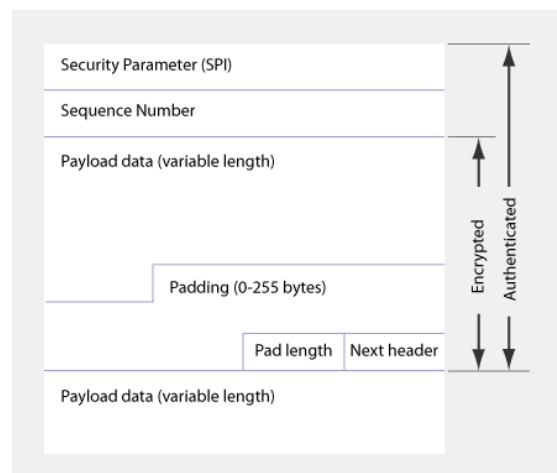 Security Parameter (SPI)
Sequence Number
Payload data (variable length)
Padding (0-255 bytes)
Pad length
Next header
Payload data (variable length)
Encrypted
Authenticated